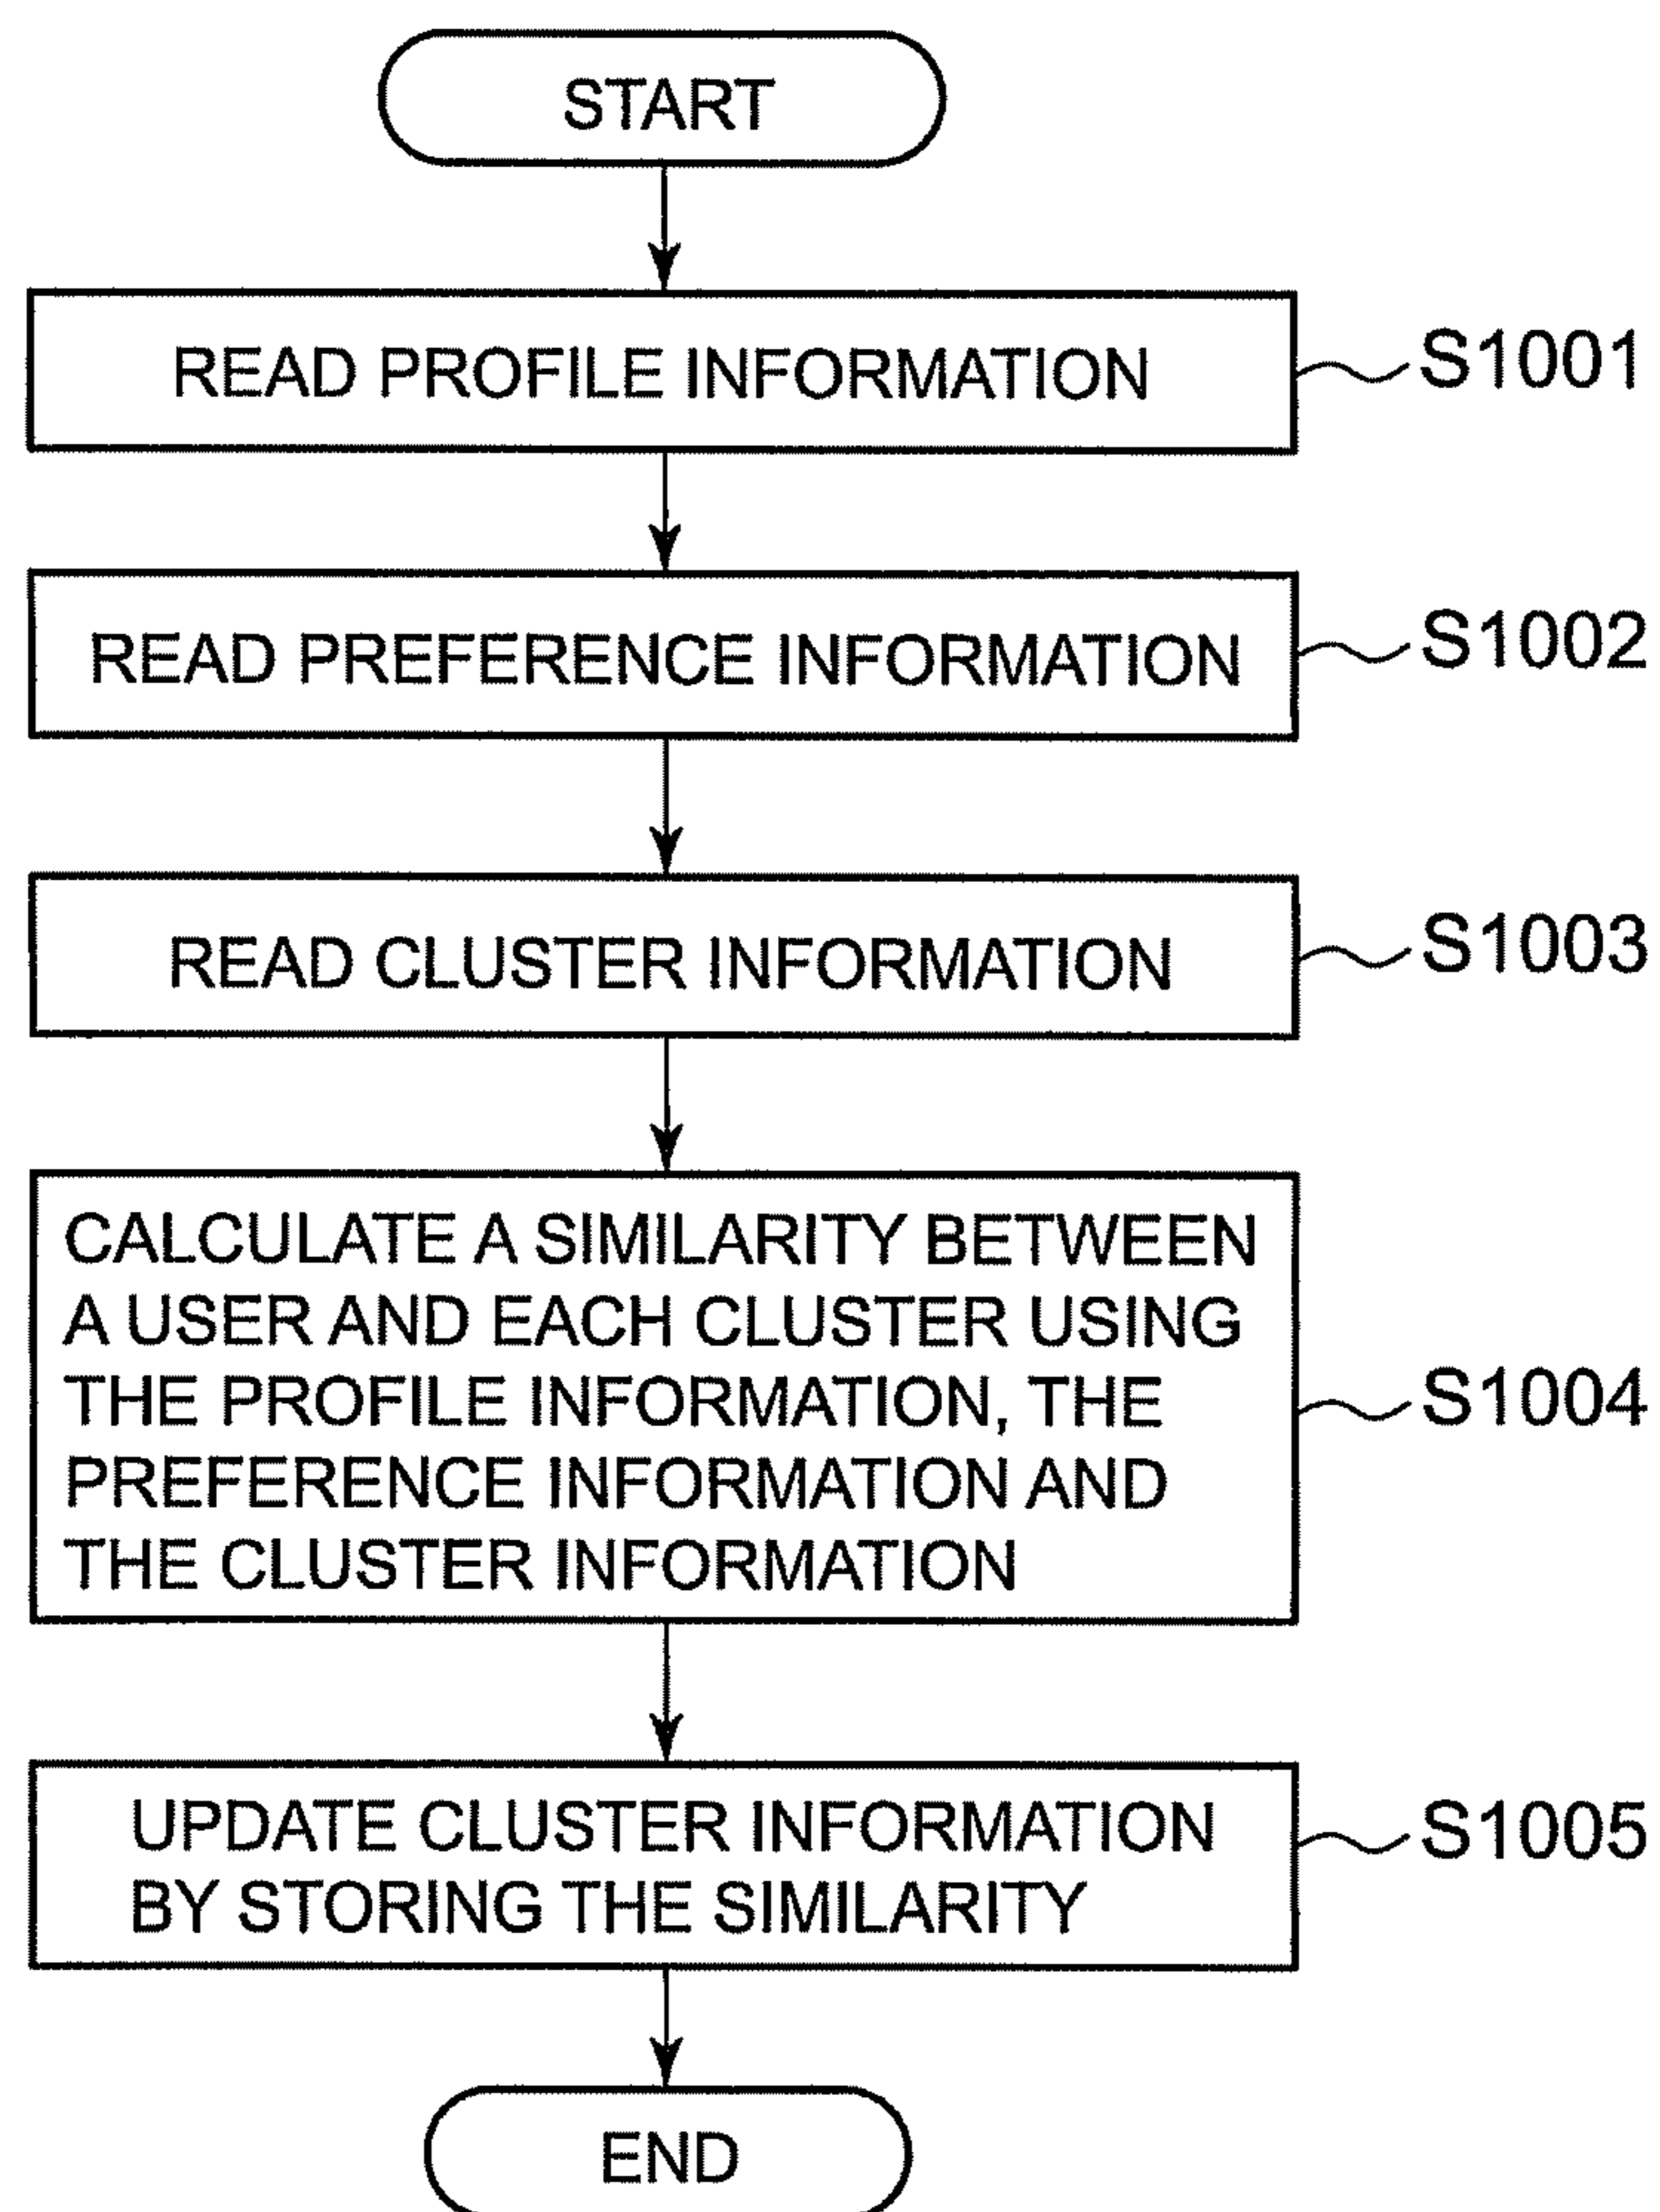 START
READ PROFILE INFORMATION
S1001
READ PREFERENCE INFORMATION
S1002
READ CLUSTER INFORMATION
S1003
CALCULATE A SIMILARITY BETWEEN
A USER AND EACH CLUSTER USING
THE PROFILE INFORMATION, THE
PREFERENCE INFORMATION AND
THE CLUSTER INFORMATION
S1004
UPDATE CLUSTER INFORMATION
BY STORING THE SIMILARITY
S1005
END